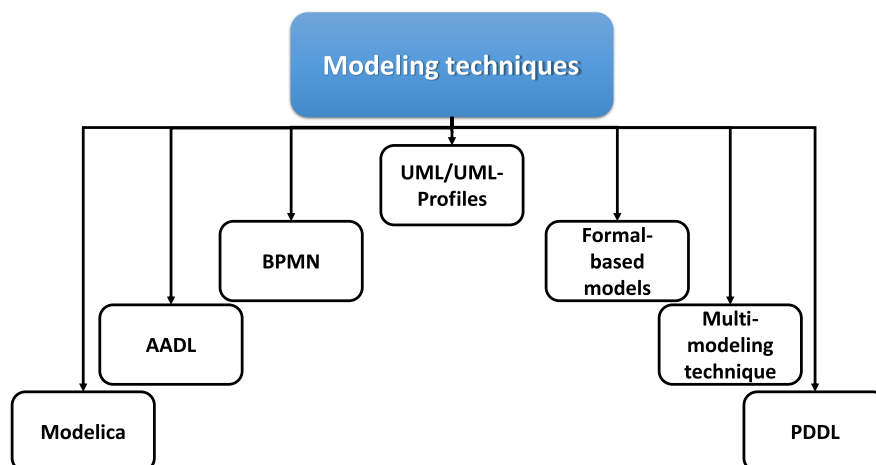 Modeling techniques
UML/UML-
Profiles
BPMN
Formal-
based
models
AADL
Multi-
modeling
technique
Modelica
PDDL